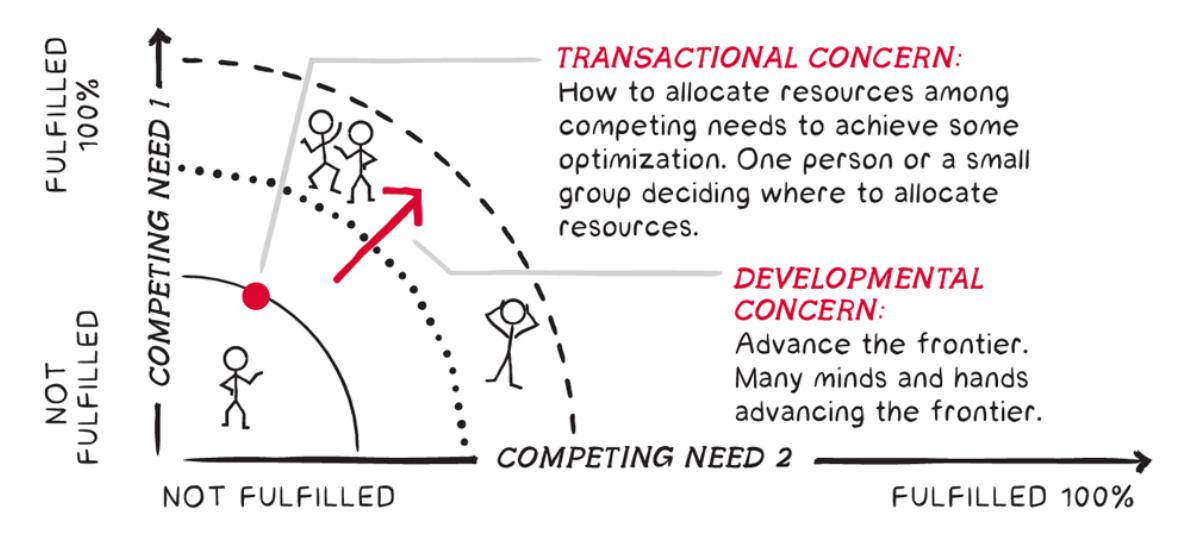 FULFILLED
100%
COMPETING NEED 1
NOT
FULFILLED
TRANSACTIONAL CONCERN:
How to allocate resources among
competing needs to achieve some
optimization. One person or a small
group deciding where to allocate
resources.
DEVELOPMENTAL
CONCERN:
Advance the frontier.
Many minds and hands
advancing the frontier.
COMPETING NEED 2
NOT FULFILLED
FULFILLED 100%